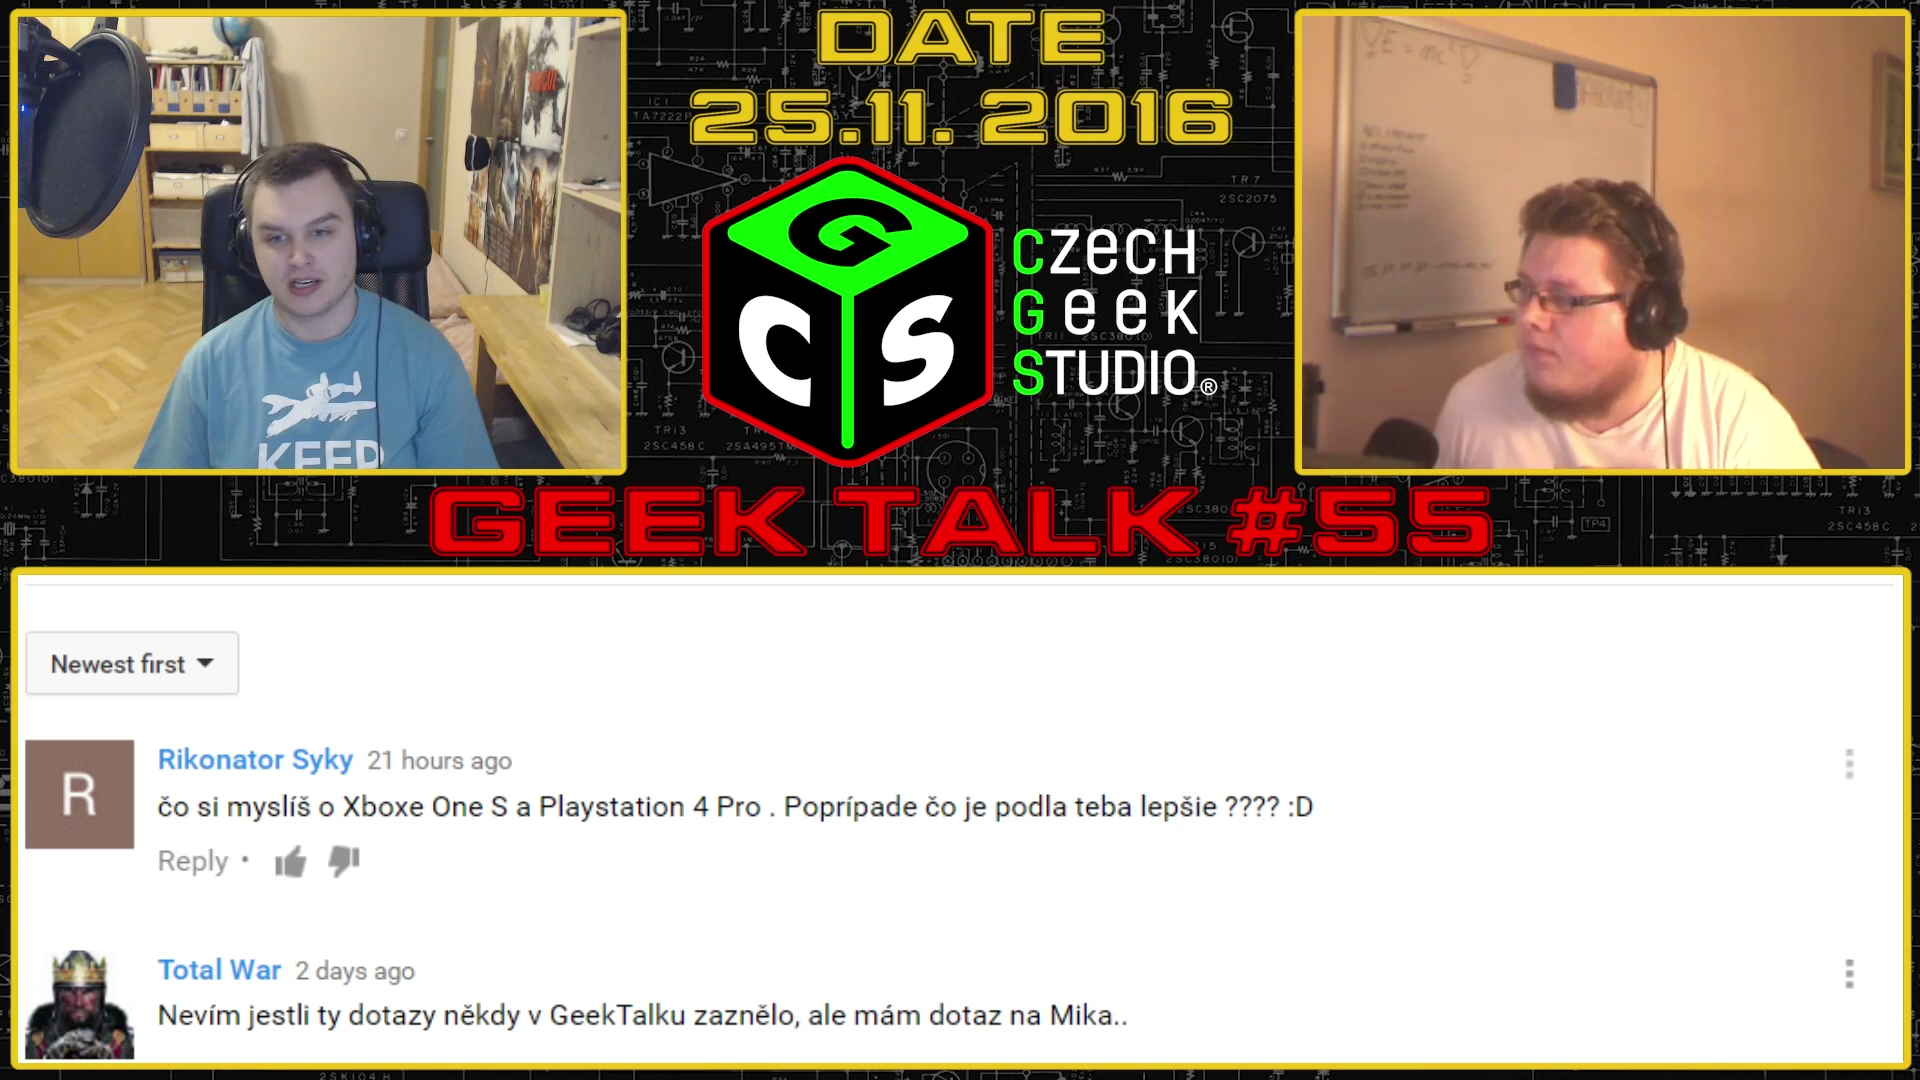 DATE
25.11. 2016
E = mc²
G
C S
CZECH
GEEK
STUDIO®
KEEP
GEEK TALK #55
Newest first
R
Rikonator Syky 21 hours ago
čo si myslíš o Xboxe One S a Playstation 4 Pro . Poprípade čo je podla teba lepšie ???? :D
Reply •
Total War 2 days ago
Nevím jestli ty dotazy někdy v GeekTalku zaznělo, ale mám dotaz na Mika..